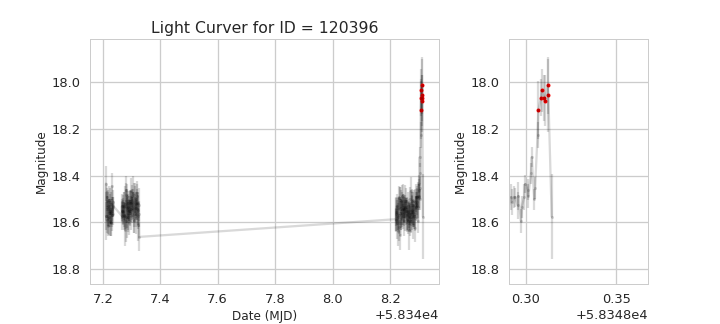 Light Curver for ID = 120396
Magnitude
18.0
18.2
18.4
18.6
18.8
7.2 7.4 7.6 7.8 8.0 8.2
Date (MJD)
+5.834e4
Magnitude
18.0
18.2
18.4
18.6
18.8
0.30 0.35
+5.8348e4